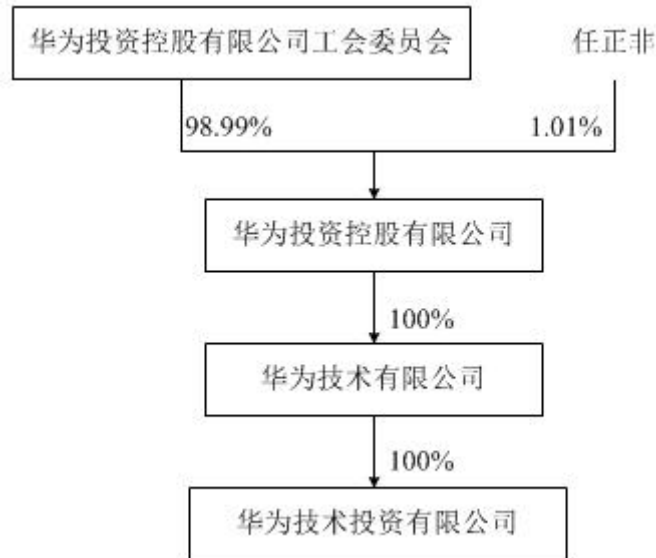 华为投资控股有限公司工会委员会 任正非
98.99% 1.01%
华为投资控股有限公司
100%
华为技术有限公司
100%
华为技术投资有限公司